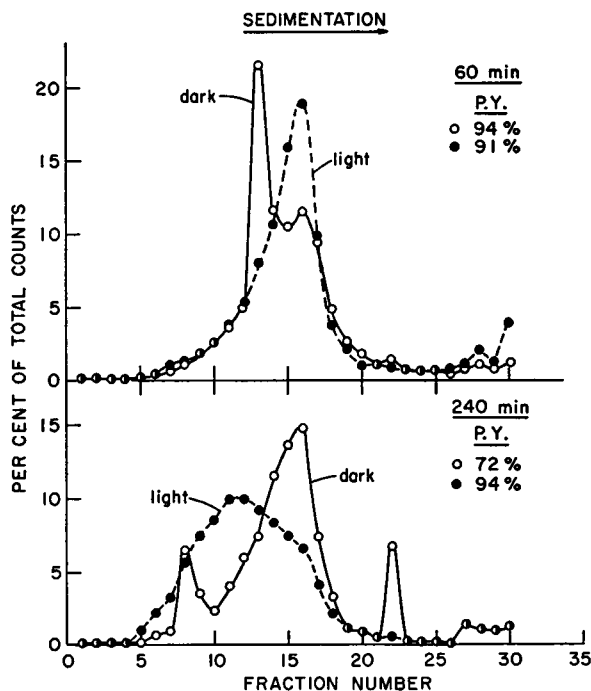 SEDIMENTATION
60 min
P.Y.
94 %
91 %
dark
light
20
15
10
5
0
240 min
P.Y.
72 %
94 %
light
dark
15
10
5
0
PER CENT OF TOTAL COUNTS
0 5 10 15 20 25 30 35
FRACTION NUMBER